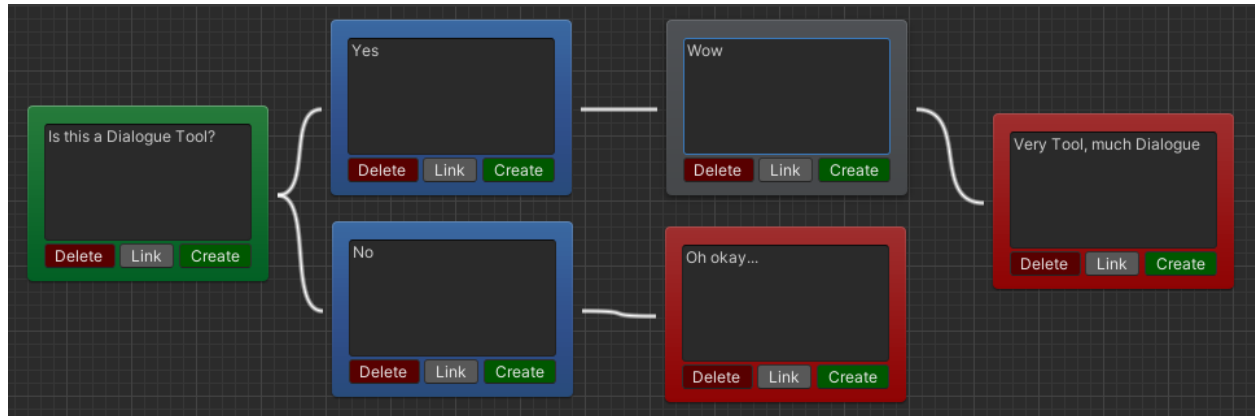 Is this a Dialogue Tool?
Delete Link Create
Yes
Delete Link Create
No
Delete Link Create
Wow
Delete Link Create
Oh okay...
Delete Link Create
Very Tool, much Dialogue
Delete Link Create